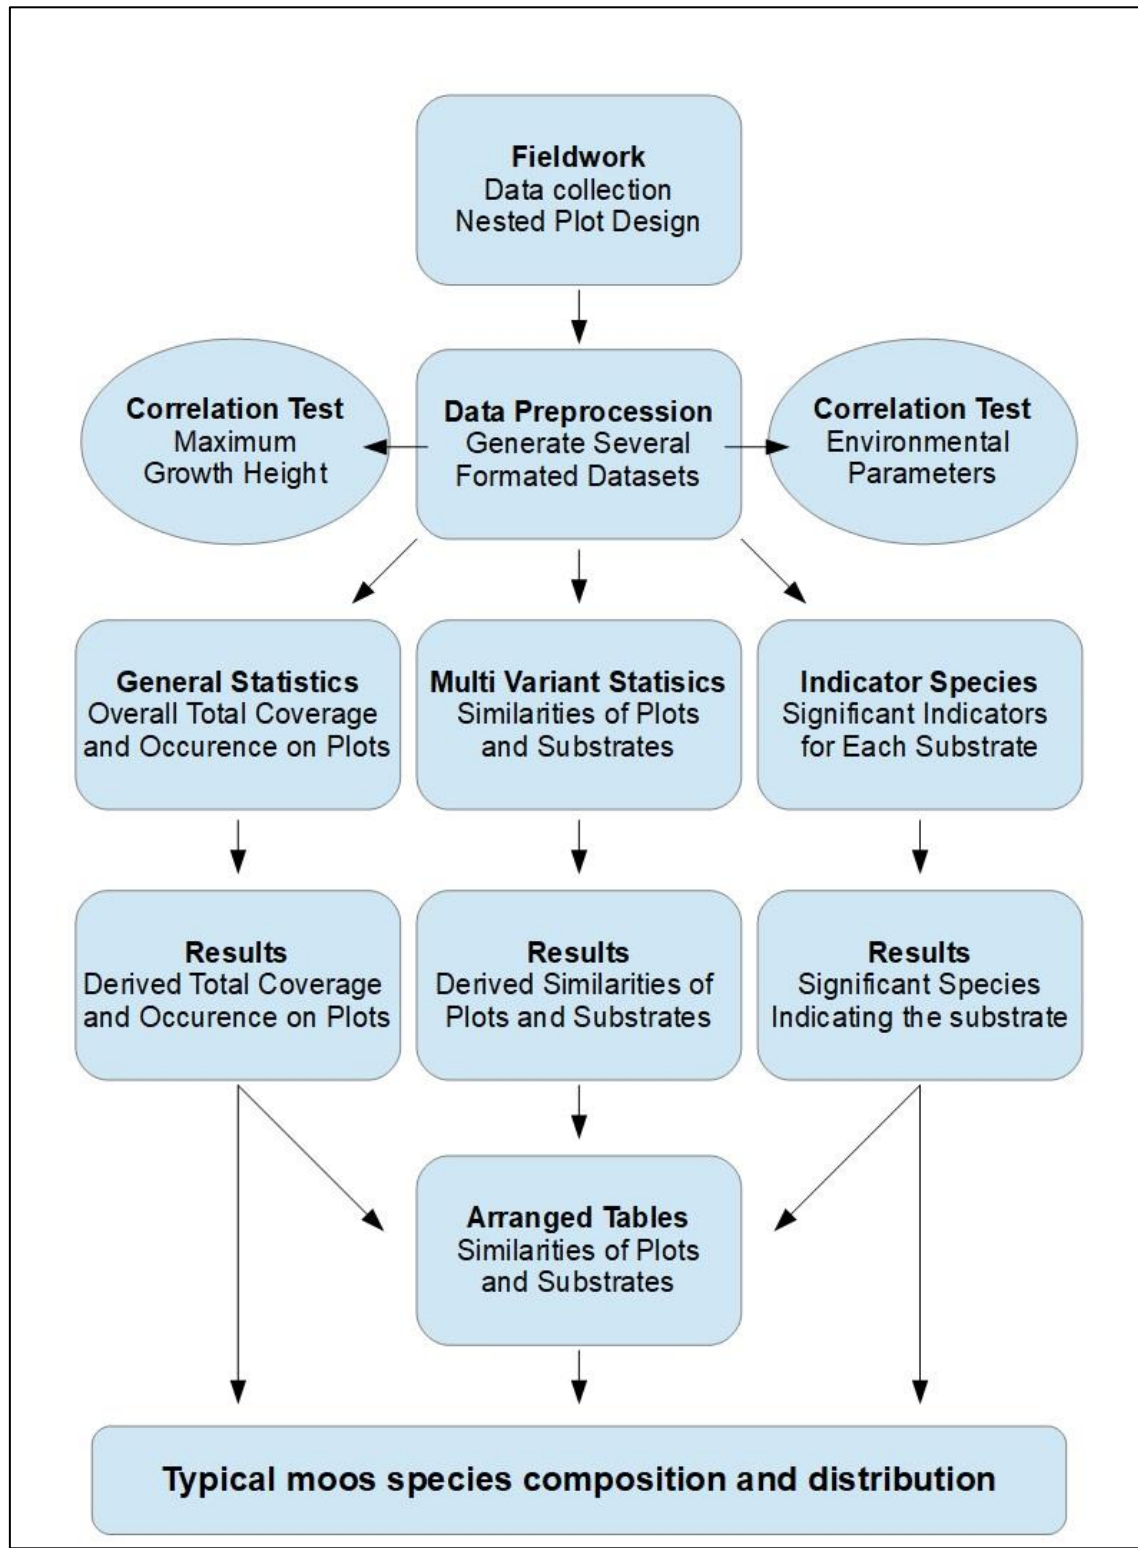 Fieldwork
Data collection
Nested Plot Design
Correlation Test
Maximum
Growth Height
Data Preprocession
Generate Several
Formated Datasets
Correlation Test
Environmental
Parameters
General Statistics
Overall Total Coverage
and Occurence on Plots
Multi Variant Statisics
Similarities of Plots
and Substrates
Indicator Species
Significant Indicators
for Each Substrate
Results
Derived Total Coverage
and Occurence on Plots
Results
Derived Similarities of
Plots and Substrates
Results
Significant Species
Indicating the substrate
Arranged Tables
Similarities of Plots
and Substrates
Typical moos species composition and distribution